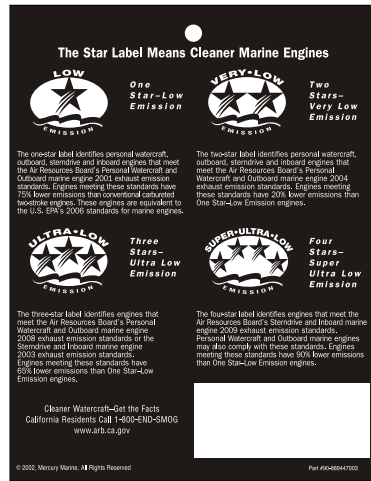 The Star Label Means Cleaner Marine Engines
LOW
EMISSION
One
Star–Low
Emission
VERY•LOW
EMISSION
Two
Stars–
Very Low
Emission
The one-star label identifies personal watercraft,
outboard, sterndrive and inboard engines that meet
the Air Resources Board's Personal Watercraft and
Outboard marine engine 2001 exhaust emission
standards. Engines meeting these standards have
75% lower emissions than conventional carbureted
two-stroke engines. These engines are equivalent to
the U.S. EPA's 2006 standards for marine engines.
The two-star label identifies personal watercraft,
outboard, sterndrive and inboard engines that
meet the Air Resources Board's Personal
Watercraft and Outboard marine engine 2004
exhaust emission standards. Engines meeting
these standards have 20% lower emissions than
One Star–Low Emission engines.
ULTRA•LOW
EMISSION
Three
Stars–
Ultra Low
Emission
SUPER•ULTRA•LOW
EMISSION
Four
Stars–
Super
Ultra Low
Emission
The three-star label identifies engines that
meet the Air Resources Board's Personal
Watercraft and Outboard marine engine
2008 exhaust emission standards or the
Sterndrive and Inboard marine engine
2003 exhaust emission standards.
Engines meeting these standards have
65% lower emissions than One Star–Low
Emission engines.
The four-star label identifies engines that meet the
Air Resources Board's Sterndrive and Inboard marine
engine 2009 exhaust emission standards.
Personal Watercraft and Outboard marine engines
may also comply with these standards. Engines
meeting these standards have 90% lower emissions
than One Star–Low Emission engines.
Cleaner Watercraft–Get the Facts
California Residents Call 1-800-END-SMOG
www.arb.ca.gov
© 2002, Mercury Marine, All Rights Reserved
Part #90-889447003